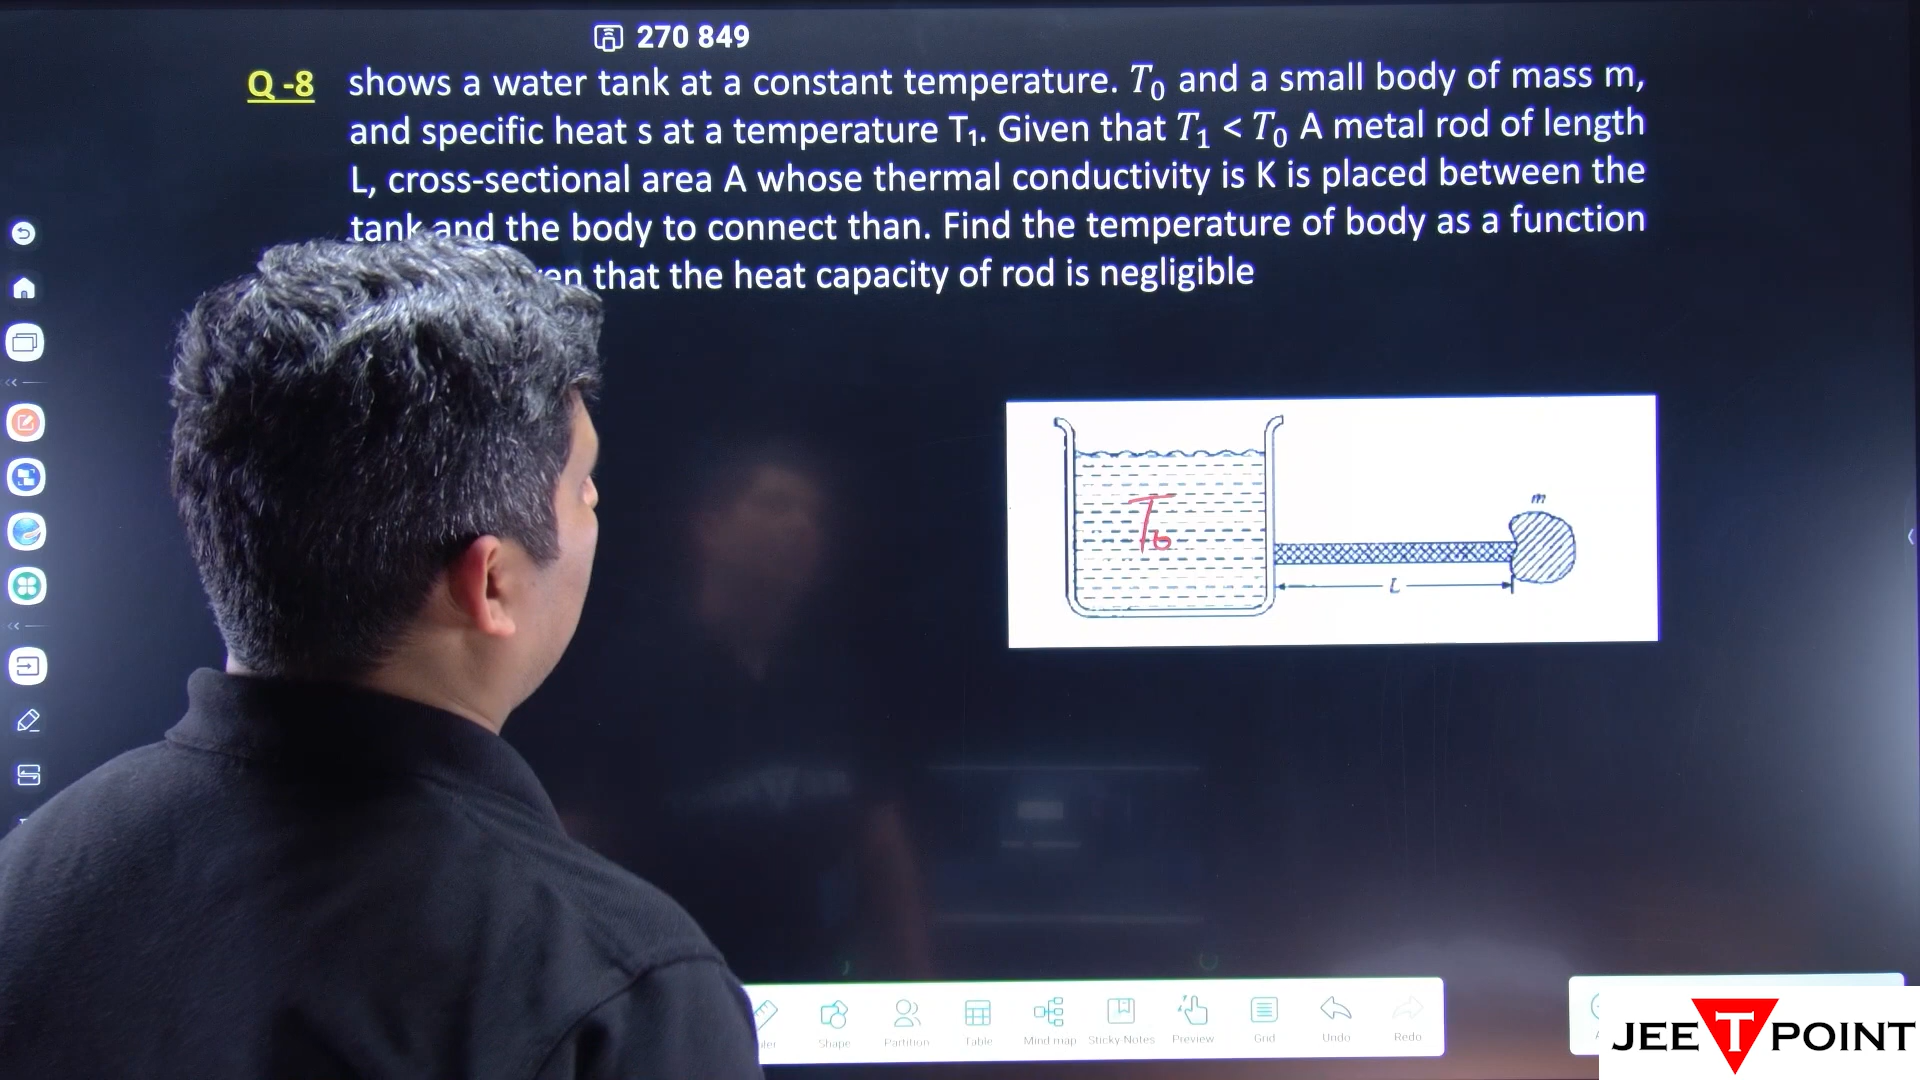 270 849
Q -8 shows a water tank at a constant temperature. T₀ and a small body of mass m,
and specific heat s at a temperature T₁. Given that T₁ < T₀ A metal rod of length
L, cross-sectional area A whose thermal conductivity is K is placed between the
tank and the body to connect than. Find the temperature of body as a function
that the heat capacity of rod is negligible
m
T₀
L
Shape Partition Table Mind map Sticky Notes Preview Grid Undo Redo
JEE T POINT